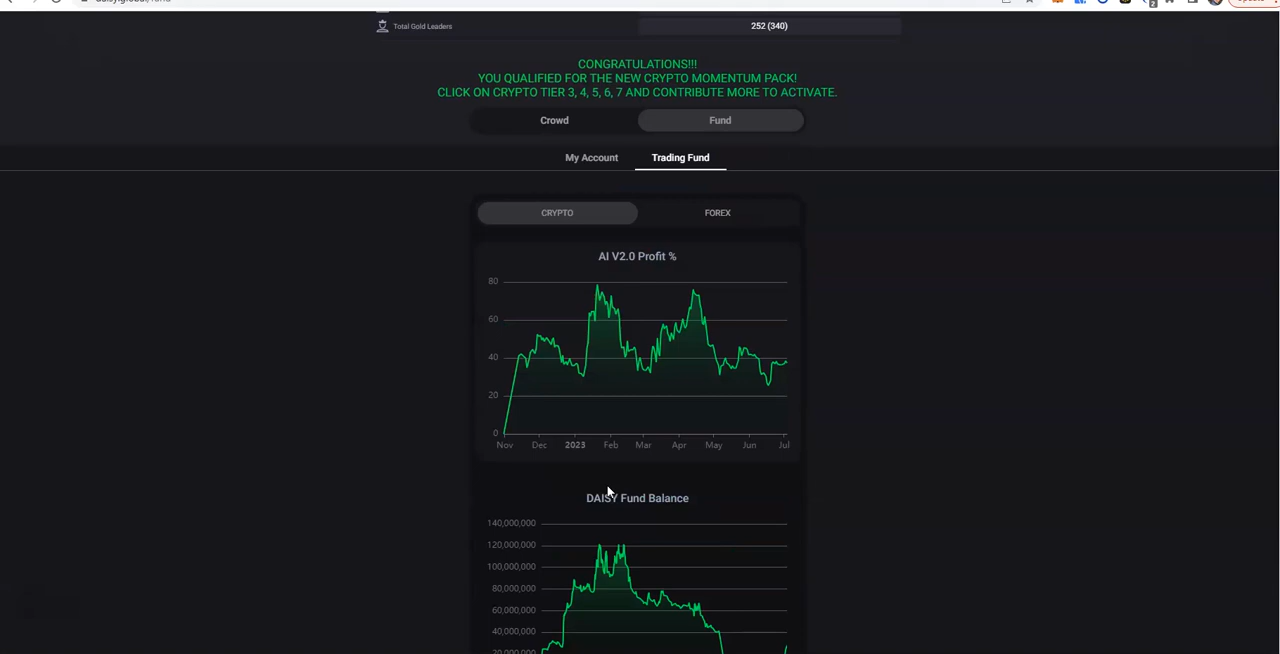 Total Gold Leaders
252 (340)
CONGRATULATIONS!!!
YOU QUALIFIED FOR THE NEW CRYPTO MOMENTUM PACK!
CLICK ON CRYPTO TIER 3, 4, 5, 6, 7 AND CONTRIBUTE MORE TO ACTIVATE.
Crowd
Fund
My Account
Trading Fund
CRYPTO
FOREX
AI V2.0 Profit %
80
60
40
20
0
Nov Dec 2023 Feb Mar Apr May Jun Jul
DAISY Fund Balance
140,000,000
120,000,000
100,000,000
80,000,000
60,000,000
40,000,000